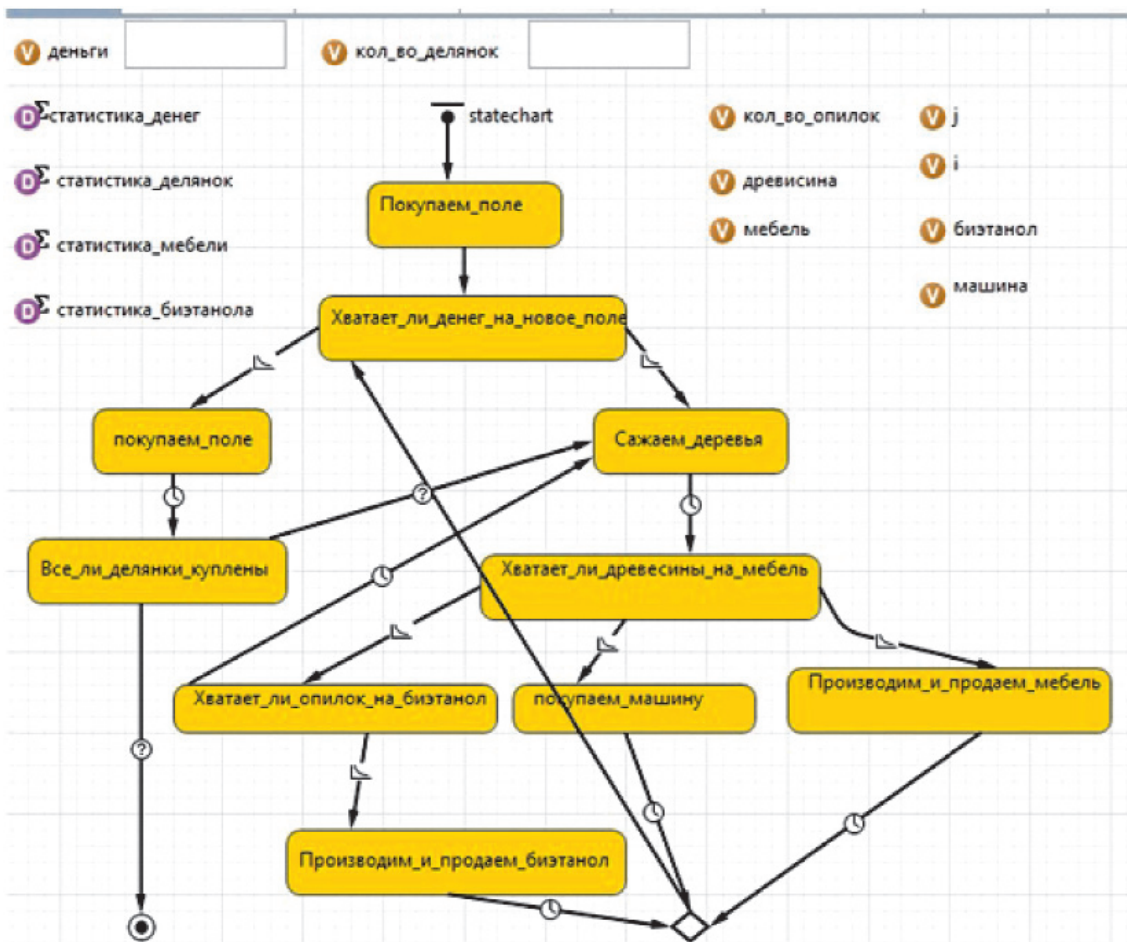 деньги
кол_во_делянок
статистика_денег
statechart
кол_во_опилок
j
i
статистика_делянок
древисина
Покупаем_поле
мебель
биэтанол
статистика_мебели
машина
статистика_биэтанола
Хватает_ли_денег_на_новое_поле
покупаем_поле
Сажаем_деревья
Все_ли_делянки_куплены
Хватает_ли_древесины_на_мебель
Хватает_ли_опилок_на_биэтанол
покупаем_машину
Производим_и_продаем_мебель
Производим_и_продаем_биэтанол